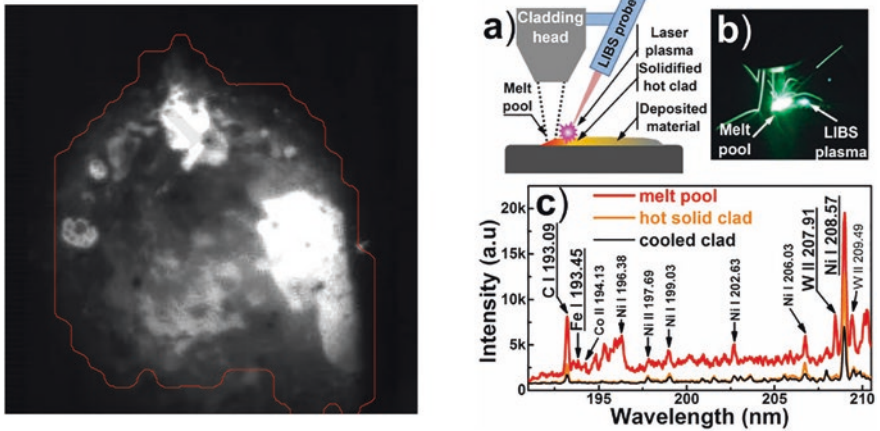 a)
Cladding
head
LIBS probe
Laser
plasma
Solidified
hot clad
Melt
pool
Deposited
material
b)
Melt
pool
LIBS
plasma
c)
melt pool
hot solid clad
cooled clad
Intensity (a.u)
20k
15k
10k
5k
0
C I 193.09
Fe I 193.45
Co II 194.13
Ni I 196.38
Ni II 197.69
Ni I 199.03
Ni I 202.63
Ni I 206.03
W II 207.91
Ni I 208.57
W II 209.49
195
200
205
210
Wavelength (nm)